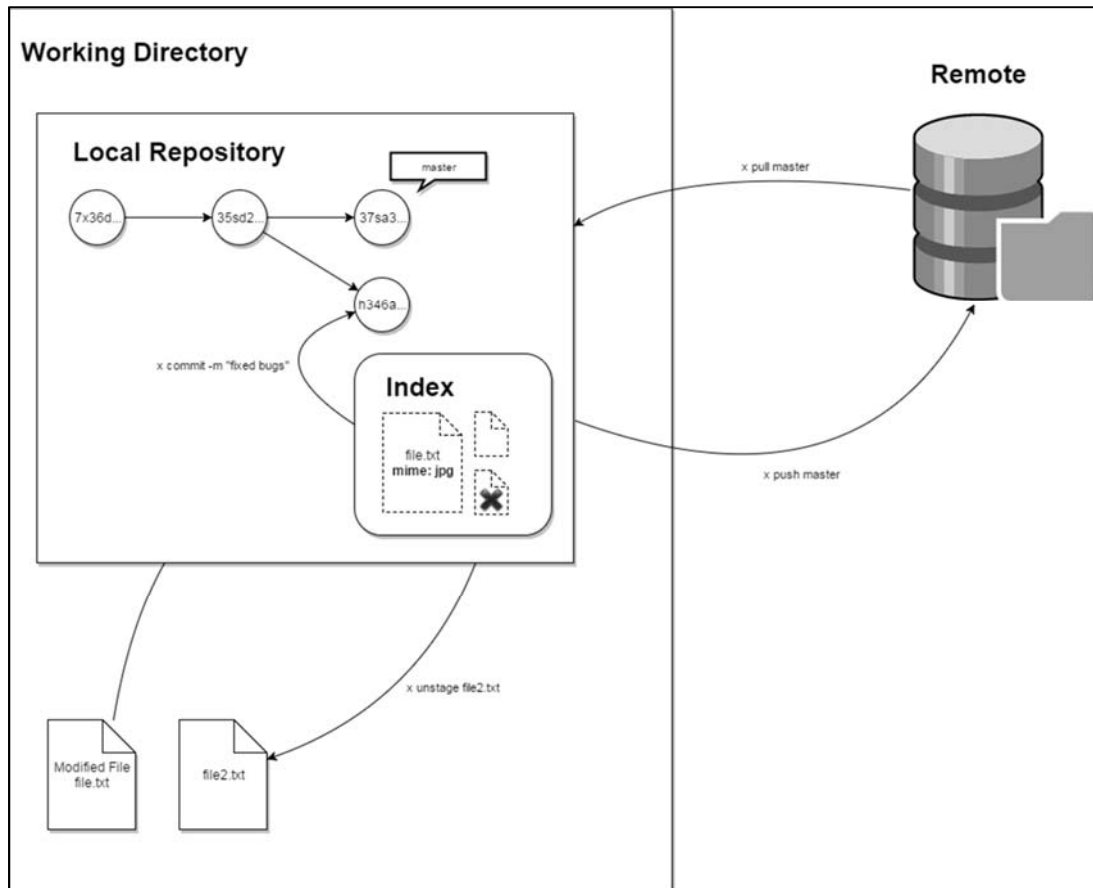 Working Directory
Remote
Local Repository
master
x pull master
7x36d...
35sd2...
37sa3...
h346a...
x commit -m "fixed bugs"
Index
file.txt
mime: jpg
x push master
x unstage file2.txt
Modified File
file.txt
file2.txt